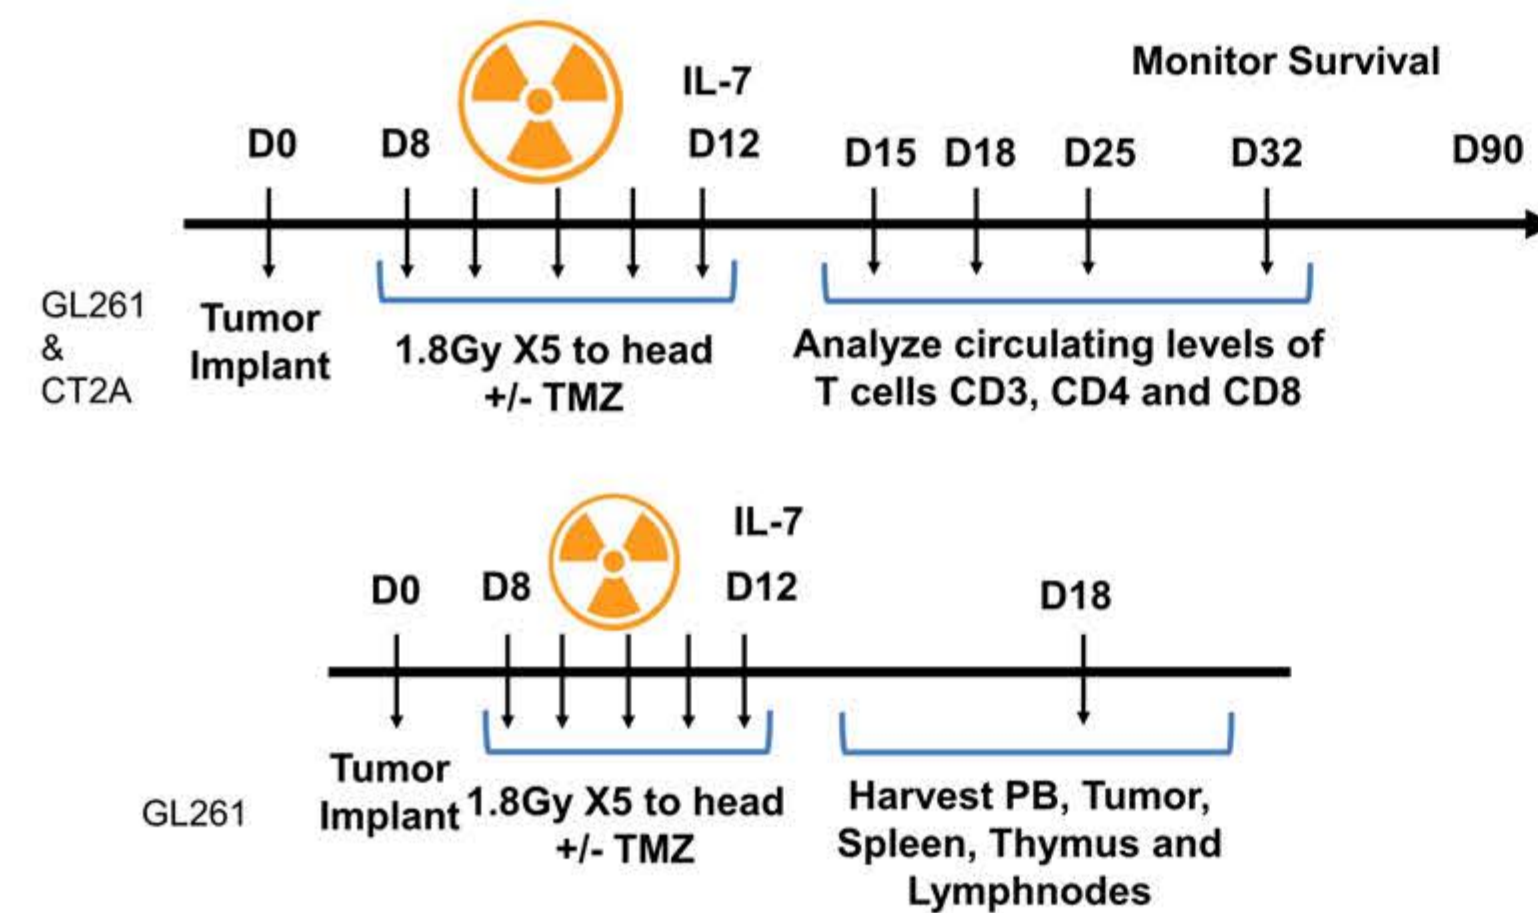 IL-7
Monitor Survival
D0 D8 D12 D15 D18 D25 D32 D90
GL261
&
CT2A
Tumor
Implant
1.8Gy X5 to head
+/- TMZ
Analyze circulating levels of
T cells CD3, CD4 and CD8
IL-7
D0 D8 D12 D18
GL261
Tumor
Implant
1.8Gy X5 to head
+/- TMZ
Harvest PB, Tumor,
Spleen, Thymus and
Lymphnodes